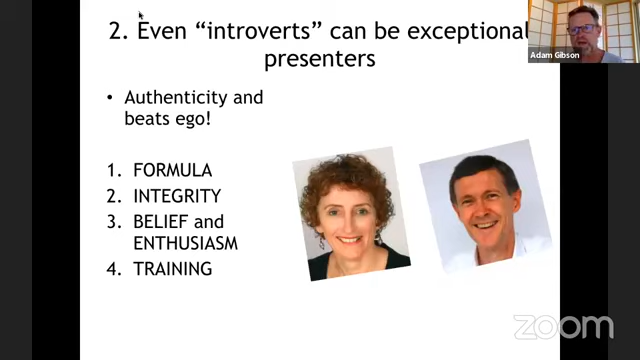 2. Even “introverts” can be exceptional
presenters
• Authenticity and
beats ego!
1. FORMULA
2. INTEGRITY
3. BELIEF and
ENTHUSIASM
4. TRAINING
Adam Gibson
zoom